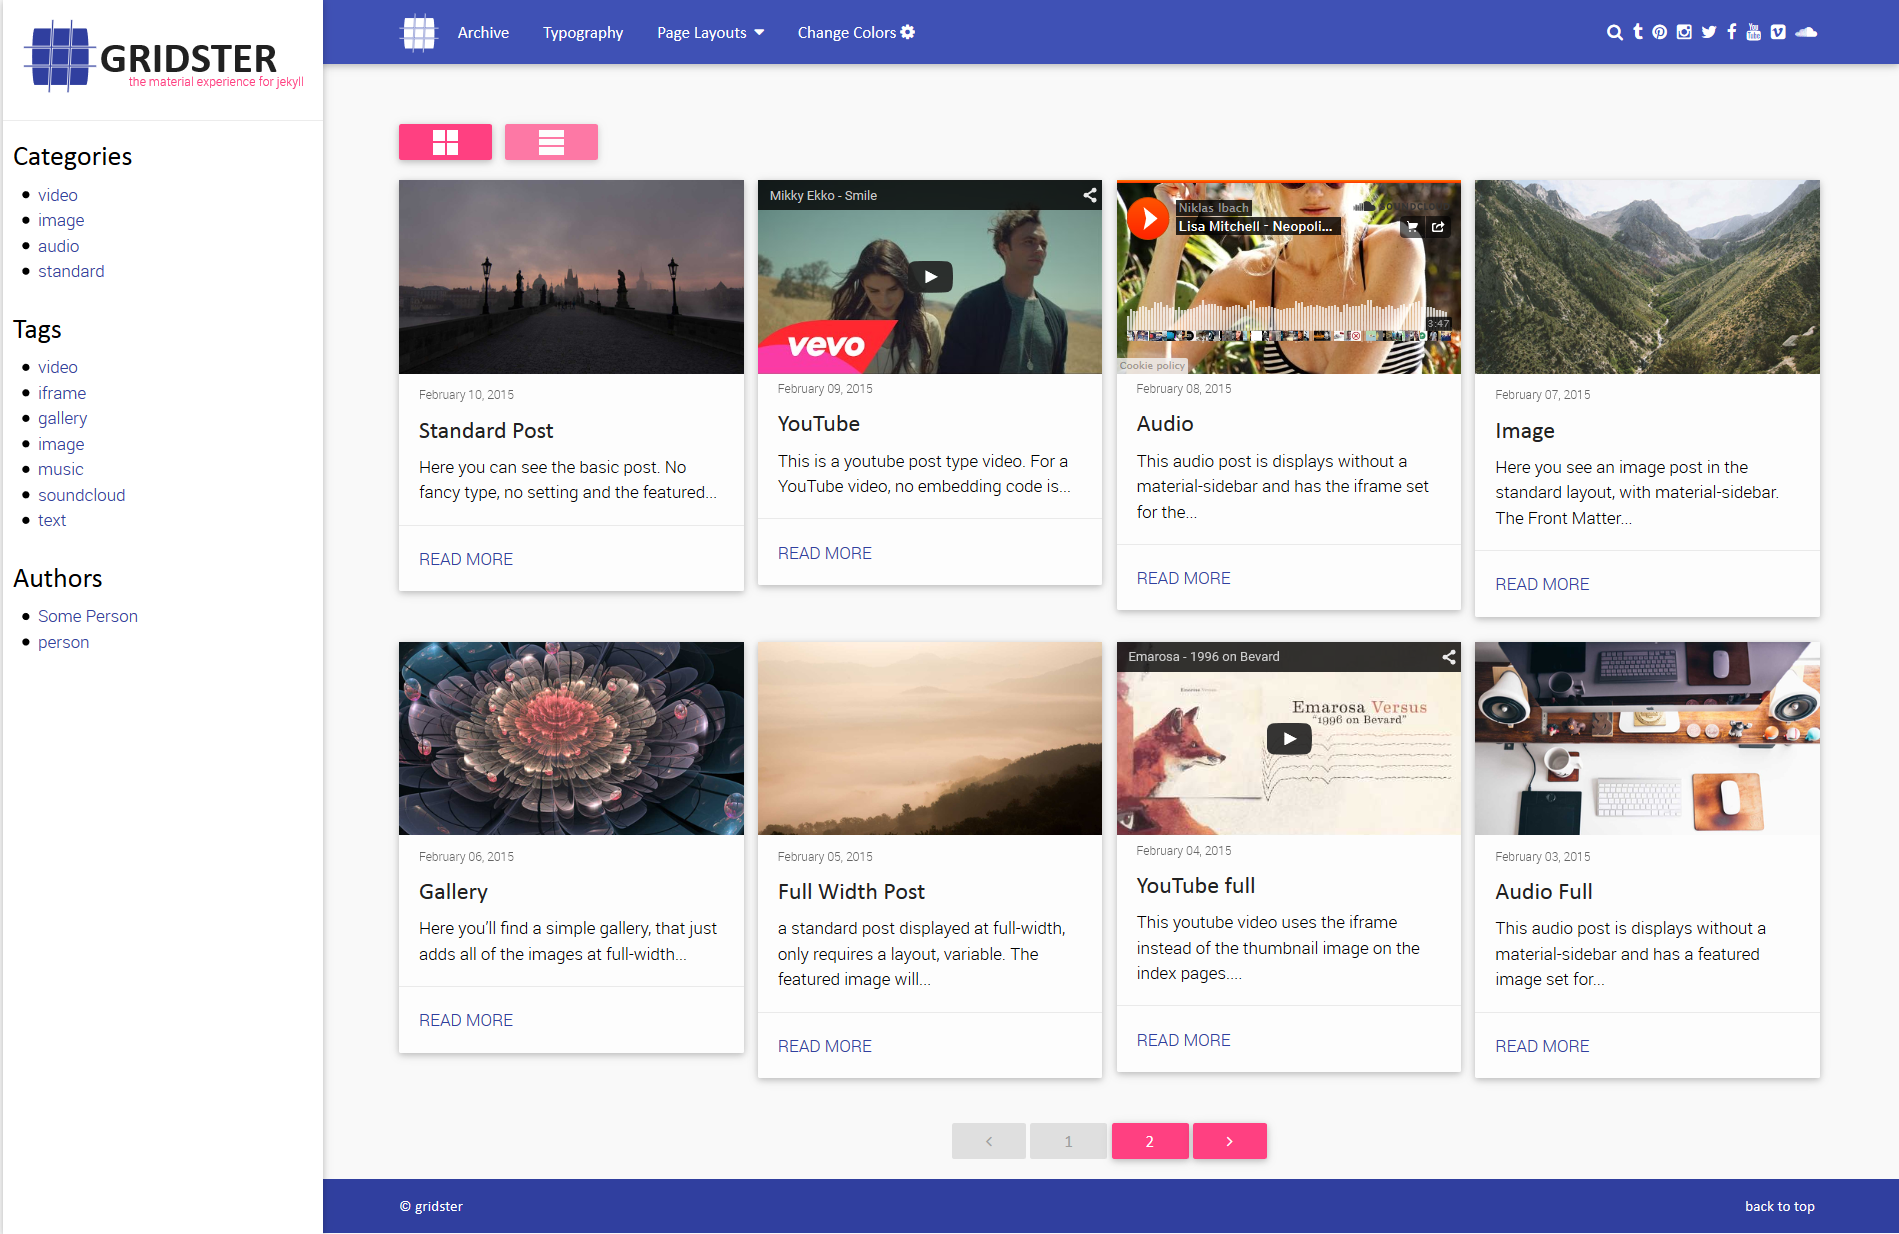 GRIDSTER
the material experience for jekyll
Archive
Typography
Page Layouts
Change Colors
Categories
video
image
audio
standard
Tags
video
iframe
gallery
image
music
soundcloud
text
Authors
Some Person
person
February 10, 2015
Standard Post
Here you can see the basic post. No
fancy type, no setting and the featured...
READ MORE
Mikky Ekko - Smile
vevo
February 09, 2015
YouTube
This is a youtube post type video. For a
YouTube video, no embedding code is...
READ MORE
Niklas Ibach
Lisa Mitchell - Neopoli...
3:47
Cookie policy
February 08, 2015
Audio
This audio post is displays without a
material-sidebar and has the iframe set
for the...
READ MORE
February 07, 2015
Image
Here you see an image post in the
standard layout, with material-sidebar.
The Front Matter...
READ MORE
February 06, 2015
Gallery
Here you’ll find a simple gallery, that just
adds all of the images at full-width...
READ MORE
February 05, 2015
Full Width Post
a standard post displayed at full-width,
only requires a layout, variable. The
featured image will...
READ MORE
Emarosa - 1996 on Bevard
Emarosa Versus
Emarosa Versus
"1996 on Bevard"
February 04, 2015
YouTube full
This youtube video uses the iframe
instead of the thumbnail image on the
index pages....
READ MORE
February 03, 2015
Audio Full
This audio post is displays without a
material-sidebar and has a featured
image set for...
READ MORE
1
2
© gridster
back to top